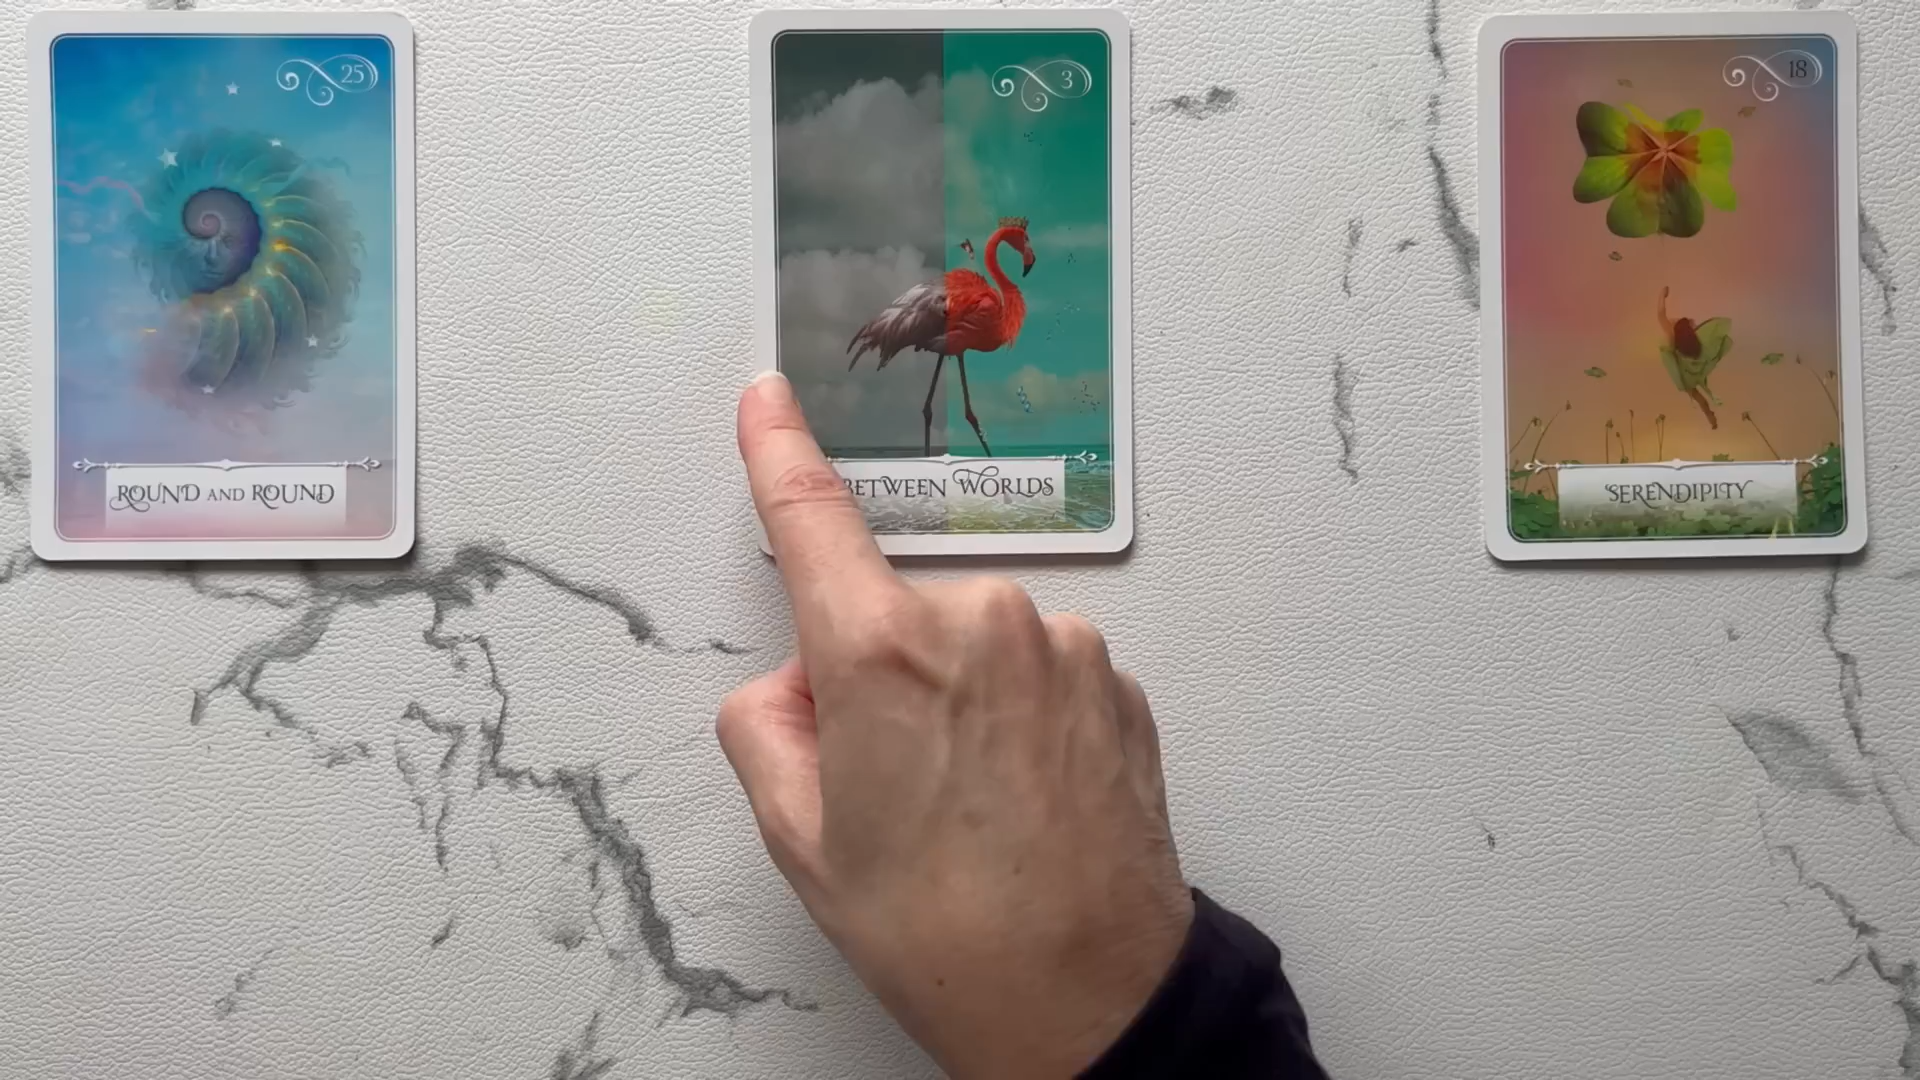 25
ROUND AND ROUND
3
BETWEEN WORLDS
18
SERENDIPITY